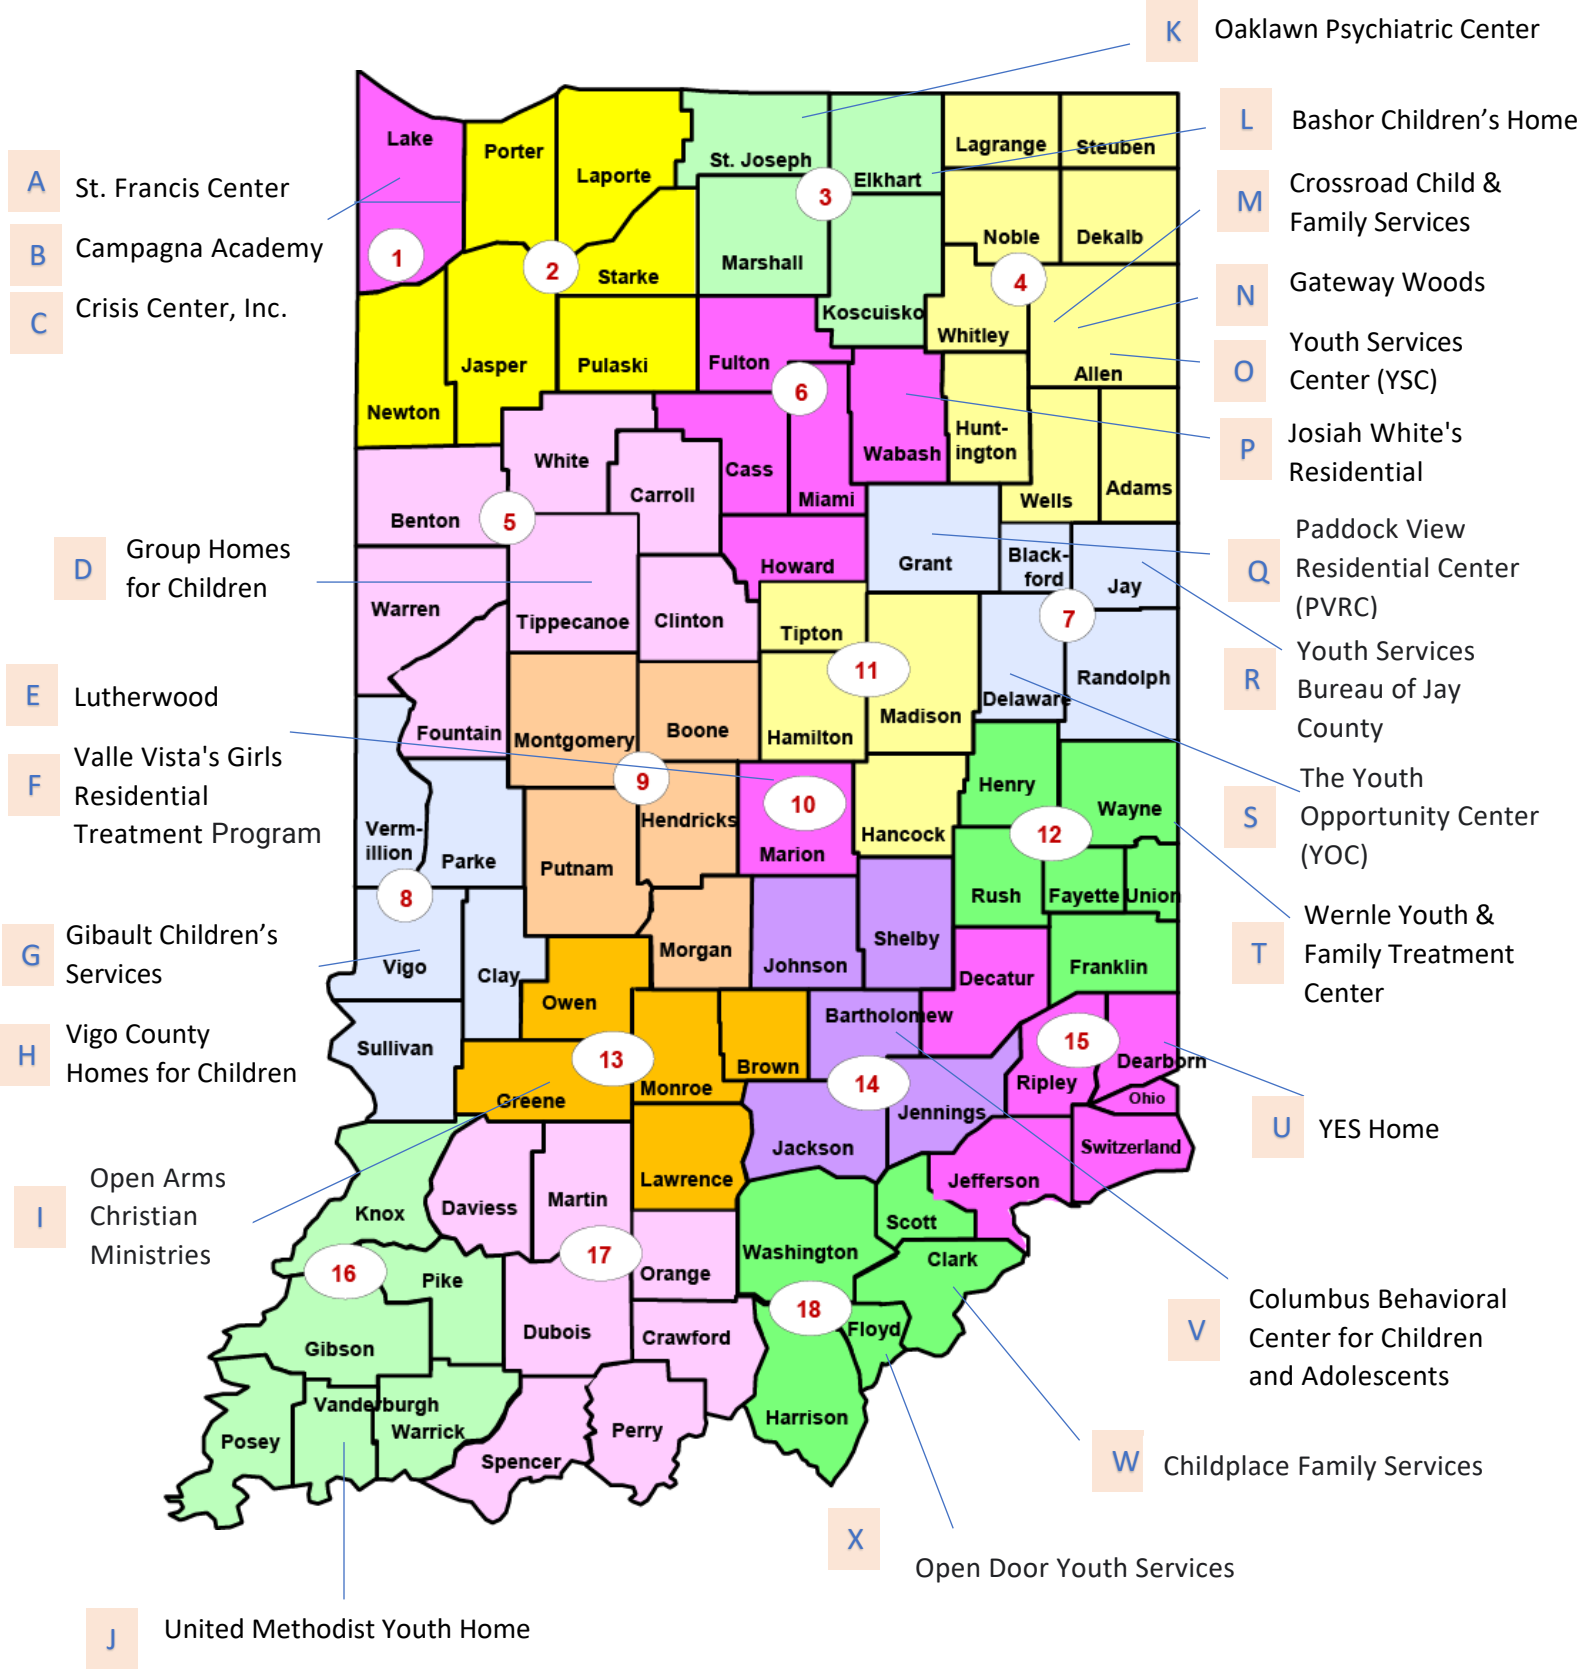 K
Oaklawn Psychiatric Center
L
Bashor Children’s Home
M
Crossroad Child &
Family Services
N
Gateway Woods
O
Youth Services
Center (YSC)
P
Josiah White's
Residential
Q
Paddock View
Residential Center
(PVRC)
R
Youth Services
Bureau of Jay
County
S
The Youth
Opportunity Center
(YOC)
T
Wernle Youth &
Family Treatment
Center
U
YES Home
V
Columbus Behavioral
Center for Children
and Adolescents
W
Childplace Family Services
X
Open Door Youth Services
A
St. Francis Center
B
Campagna Academy
C
Crisis Center, Inc.
D
Group Homes
for Children
E
Lutherwood
F
Valle Vista's Girls
Residential
Treatment Program
G
Gibault Children’s
Services
H
Vigo County
Homes for Children
I
Open Arms
Christian
Ministries
J
United Methodist Youth Home
Lake
Porter
Laporte
St. Joseph
Elkhart
Lagrange
Steuben
1
2
3
4
Starke
Marshall
Noble
Dekalb
Koscuisko
Whitley
Newton
Jasper
Pulaski
Fulton
Allen
6
White
Cass
Miami
Wabash
Hunt-
ington
Wells
Adams
Benton
5
Carroll
Howard
Grant
Black-
ford
Jay
7
Warren
Tippecanoe
Clinton
Tipton
11
Madison
Delaware
Randolph
Fountain
Montgomery
Boone
Hamilton
Henry
Wayne
9
10
12
Verm-
illion
Parke
Putnam
Hendricks
Marion
Hancock
Rush
Fayette
Union
8
Vigo
Clay
Owen
Morgan
Johnson
Shelby
Decatur
Franklin
Sullivan
Greene
13
Monroe
Brown
Bartholomew
14
Jennings
15
Ripley
Dearborn
Ohio
Switzerland
Knox
Daviess
Martin
Lawrence
Jackson
Jefferson
Scott
16
17
Pike
Orange
Washington
Clark
18
Floyd
Gibson
Dubois
Crawford
Harrison
Posey
Vanderburgh
Warrick
Spencer
Perry